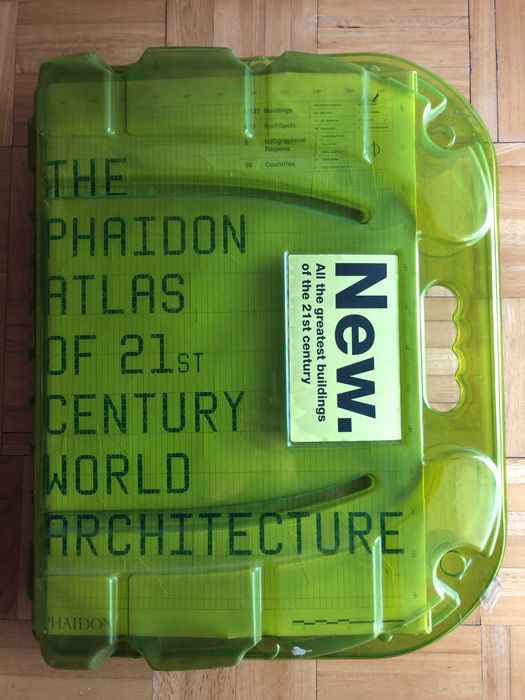 Buildings
Architects
Geographical
Regions
89 Countries
THE
PHAIDON
ATLAS
OF 21ST
CENTURY
WORLD
ARCHITECTURE
New.
All the greatest buildings
of the 21st century
PHAIDON